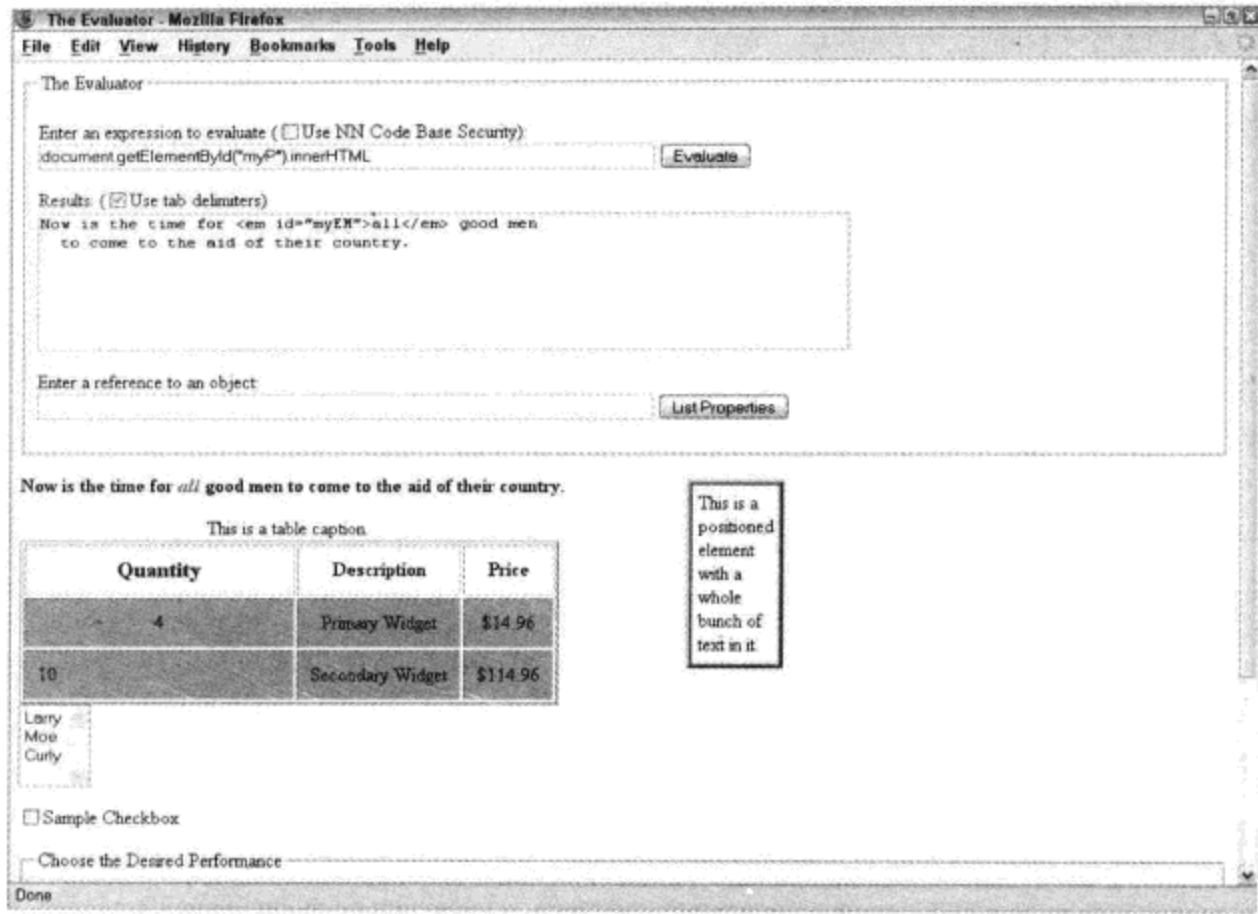 The Evaluator - Mozilla Firefox
File Edit View History Bookmarks Tools Help
The Evaluator
Enter an expression to evaluate ( Use NN Code Base Security):
document.getElementById("myP").innerHTML Evaluate
Results: ( Use tab delimiters)
Now is the time for <em id="myEM">all</em> good men
to come to the aid of their country.
Enter a reference to an object:
List Properties
Now is the time for all good men to come to the aid of their country.
This is a table caption.
Quantity Description Price
4 Primary Widget $14.96
10 Secondary Widget $114.96
This is a
positioned
element
with a
whole
bunch of
text in it.
Larry
Moe
Curly
Sample Checkbox
Choose the Desired Performance
Done